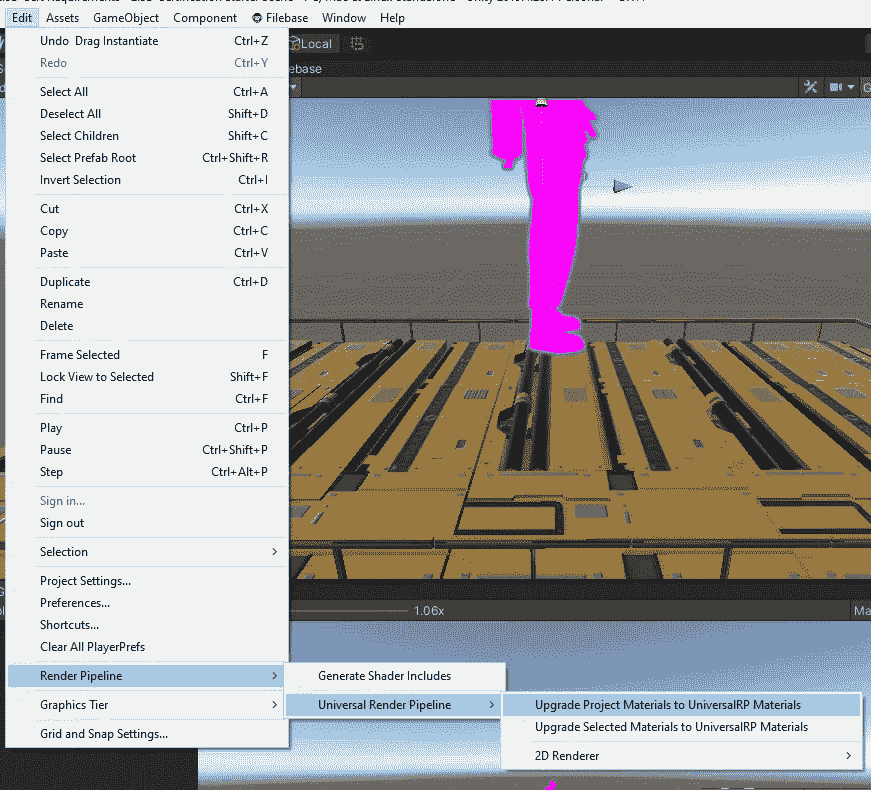 Edit Assets GameObject Component Filebase Window Help
Undo Drag Instantiate Ctrl+Z
Local
Redo Ctrl+Y
ebase
Select All Ctrl+A
Deselect All Shift+D
Select Children Shift+C
Select Prefab Root Ctrl+Shift+R
Invert Selection Ctrl+I
Cut Ctrl+X
Copy Ctrl+C
Paste Ctrl+V
Duplicate Ctrl+D
Rename
Delete
Frame Selected F
Lock View to Selected Shift+F
Find Ctrl+F
Play Ctrl+P
Pause Ctrl+Shift+P
Step Ctrl+Alt+P
Sign in...
Sign out
Selection
Project Settings...
Preferences...
1.06x
Ma
Shortcuts...
Clear All PlayerPrefs
Render Pipeline
Generate Shader Includes
Graphics Tier
Universal Render Pipeline
Upgrade Project Materials to UniversalRP Materials
Upgrade Selected Materials to UniversalRP Materials
Grid and Snap Settings...
2D Renderer